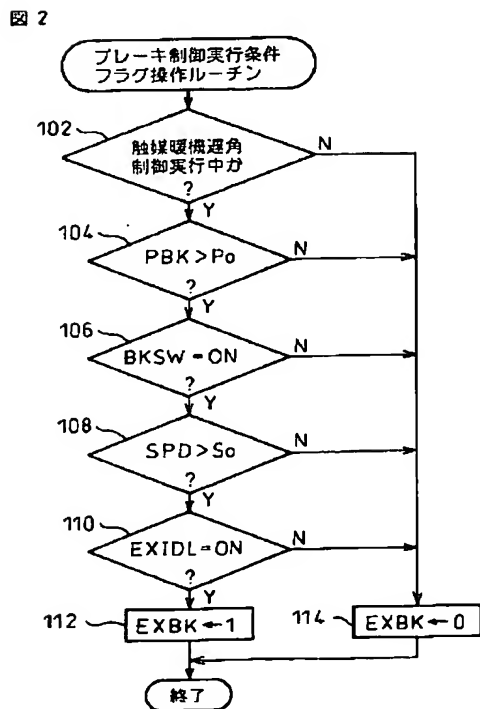 図 2
ブレーキ制御実行条件
フラグ操作ルーチン
102
触媒暖機遅角
制御実行中か
?
N
Y
104
PBK>Po
?
N
Y
106
BKSW=ON
?
N
Y
108
SPD>So
?
N
Y
110
EXIDL=ON
?
N
Y
112
EXBK←1
114
EXBK←0
終了